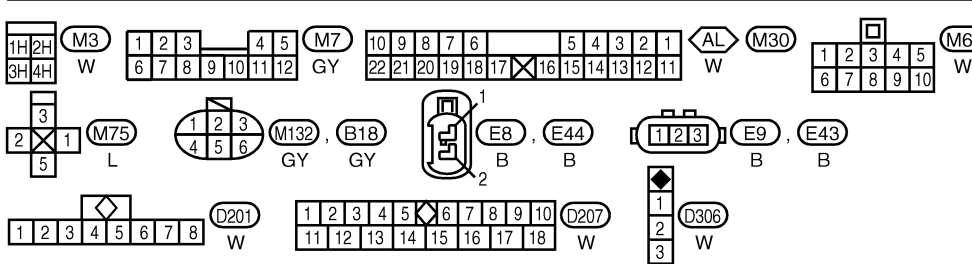 1H 2H
3H 4H
M3
W
1 2 3 4 5
6 7 8 9 10 11 12
M7
GY
10 9 8 7 6 5 4 3 2 1
22 21 20 19 18 17 16 15 14 13 12 11
AL M30
W
1 2 3 4 5
6 7 8 9 10
M6
W
3
2 1
5
M75
L
1 2 3
4 5 6
M132 , B18
GY GY
1
2
E8 , E44
B B
1 2 3
E9 , E43
B B
1 2 3 4 5 6 7 8
D201
W
1 2 3 4 5 6 7 8 9 10
11 12 13 14 15 16 17 18
D207
W
1
2
3
D306
W